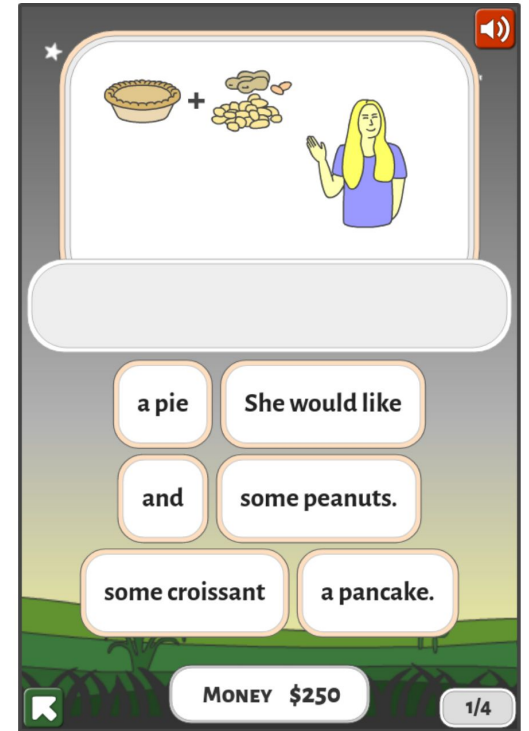 +
a pie
She would like
and
some peanuts.
some croissant
a pancake.
MONEY $250
1/4